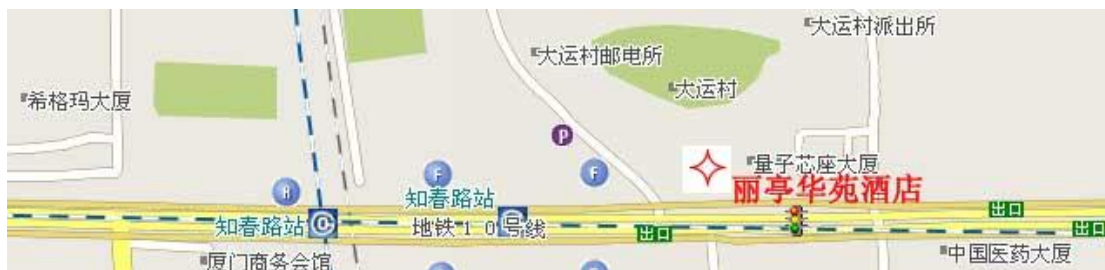 大运村派出所
大运村邮电所
大运村
希格玛大厦
P
量子芯座大厦
F
F
H
丽亭华苑酒店
知春路站
知春路站
地铁10号线
出口
出口
出口
中国医药大厦
厦门商务会馆